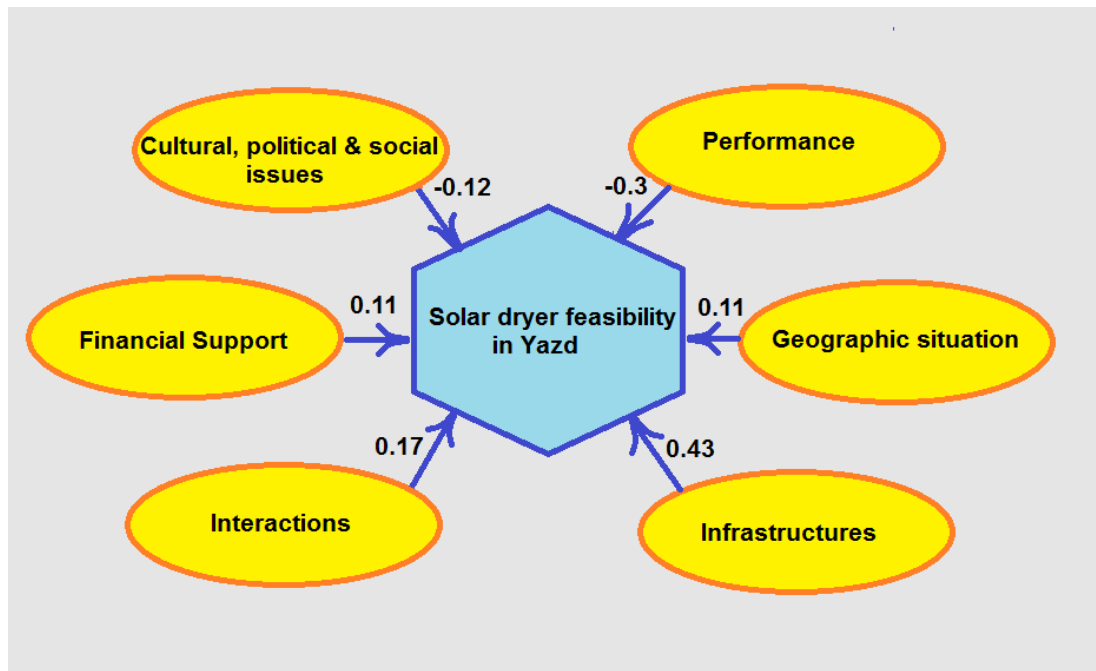 Cultural, political & social
issues
Performance
-0.12
-0.3
Financial Support
0.11
Solar dryer feasibility
in Yazd
0.11
Geographic situation
Interactions
0.17
0.43
Infrastructures